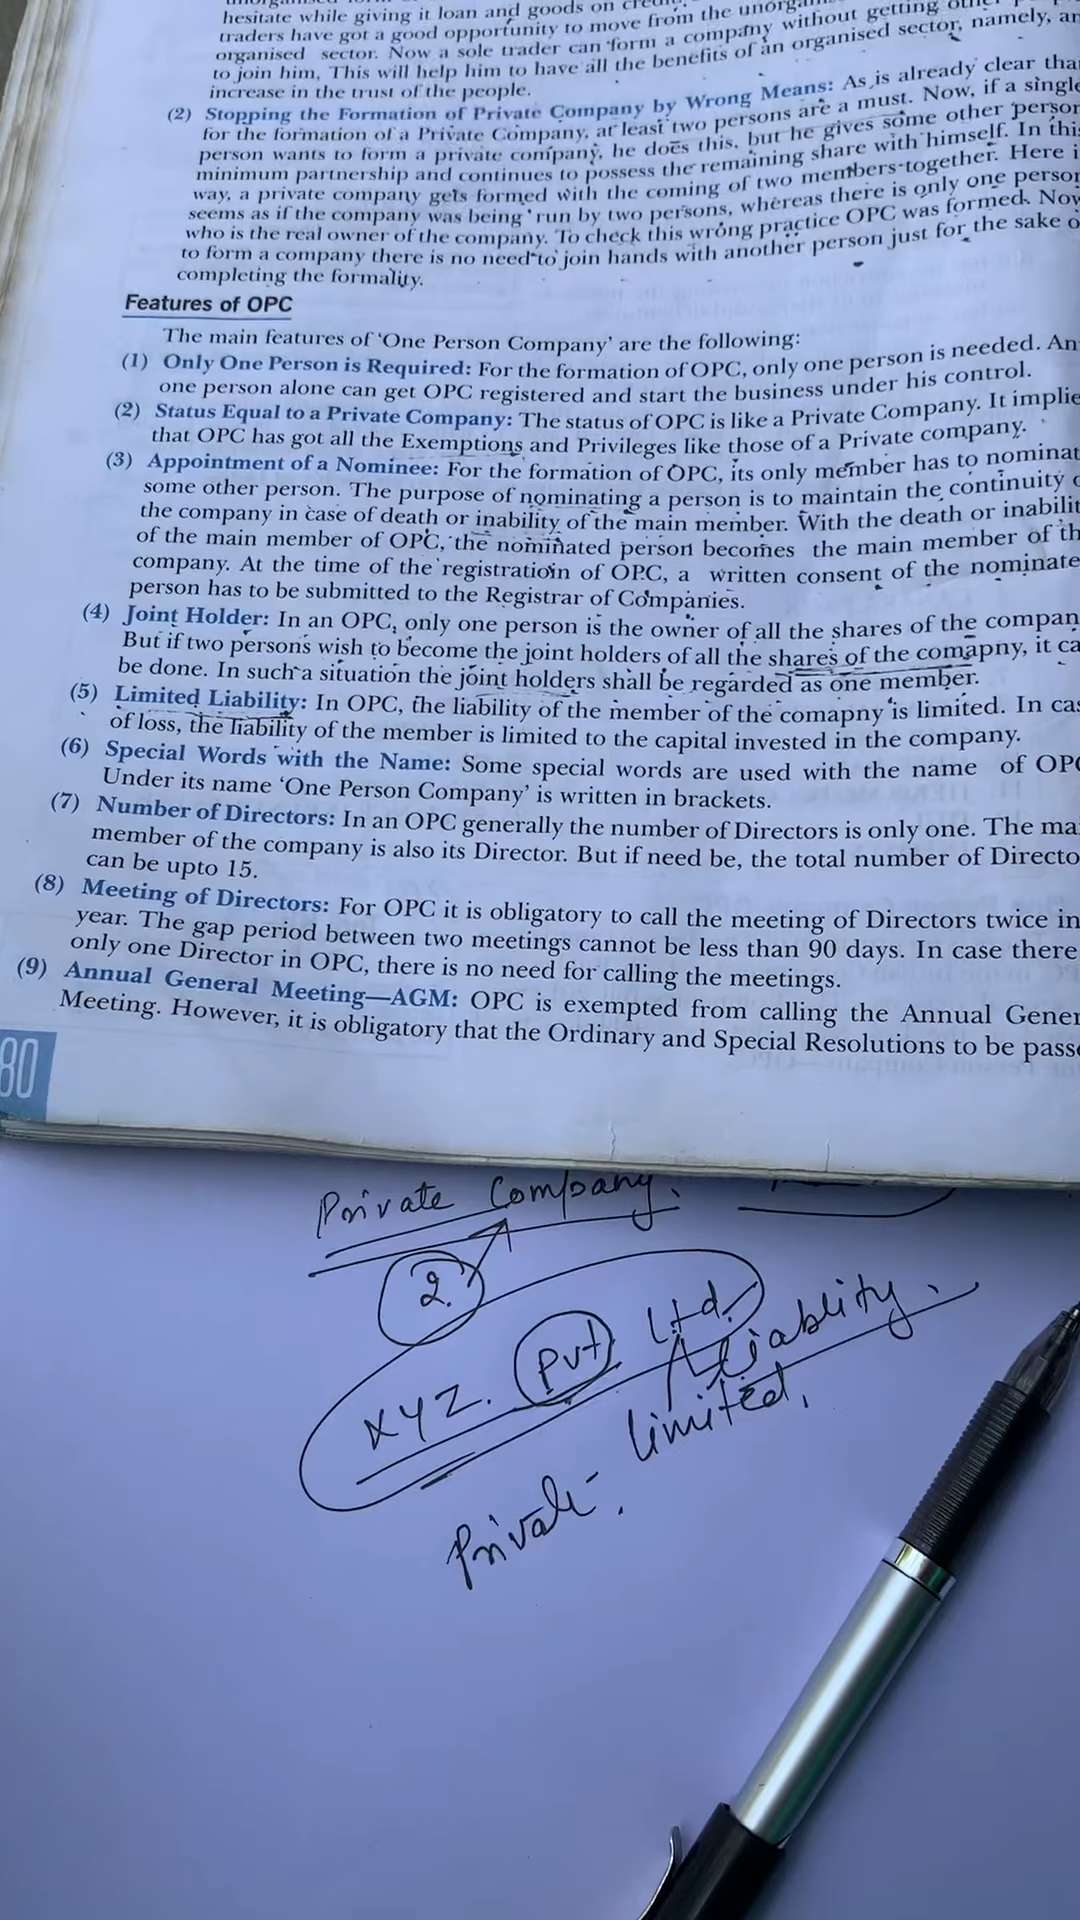 hesitate while giving it loan and goods on
traders have got a good opportunity to move from the
organised sector. Now a sole trader can form a company without getting other
to join him, This will help him to have all the benefits of an organised sector, namely, an
increase in the trust of the people.
(2) Stopping the Formation of Private Company by Wrong Means: As is already clear tha
for the formation of a Private Company, at least two persons are a must. Now, if a single
person wants to form a private company, he does this, but he gives some other person
minimum partnership and continues to possess the remaining share with himself. In this
way, a private company gets formed with the coming of two members together. Here i
seems as if the company was being run by two persons, whereas there is only one person
who is the real owner of the company. To check this wrong practice OPC was formed. Now
to form a company there is no need to join hands with another person just for the sake o
completing the formality.
Features of OPC
The main features of 'One Person Company' are the following:
(1) Only One Person is Required: For the formation of OPC, only one person is needed. An
one person alone can get OPC registered and start the business under his control.
(2) Status Equal to a Private Company: The status of OPC is like a Private Company. It implie
that OPC has got all the Exemptions and Privileges like those of a Private company.
(3) Appointment of a Nominee: For the formation of OPC, its only member has to nominat
some other person. The purpose of nominating a person is to maintain the continuity o
the company in case of death or inability of the main member. With the death or inabilit
of the main member of OPC, the nominated person becomes the main member of th
company. At the time of the registratioin of OPC, a written consent of the nominate
person has to be submitted to the Registrar of Companies.
(4) Joint Holder: In an OPC, only one person is the owner of all the shares of the compan
But if two persons wish to become the joint holders of all the shares of the comapny, it ca
be done. In such a situation the joint holders shall be regarded as one member.
(5) Limited Liability: In OPC, the liability of the member of the comapny is limited. In cas
of loss, the liability of the member is limited to the capital invested in the company.
(6) Special Words with the Name: Some special words are used with the name of OPC
Under its name 'One Person Company' is written in brackets.
(7) Number of Directors: In an OPC generally the number of Directors is only one. The mai
member of the company is also its Director. But if need be, the total number of Directo
can be upto 15.
(8) Meeting of Directors: For OPC it is obligatory to call the meeting of Directors twice in
year. The gap period between two meetings cannot be less than 90 days. In case there
only one Director in OPC, there is no need for calling the meetings.
(9) Annual General Meeting—AGM: OPC is exempted from calling the Annual Gener
Meeting. However, it is obligatory that the Ordinary and Special Resolutions to be passe
80
Private Company.
2.
XYZ. Pvt. Ltd.
Liablity.
limited.
Private.